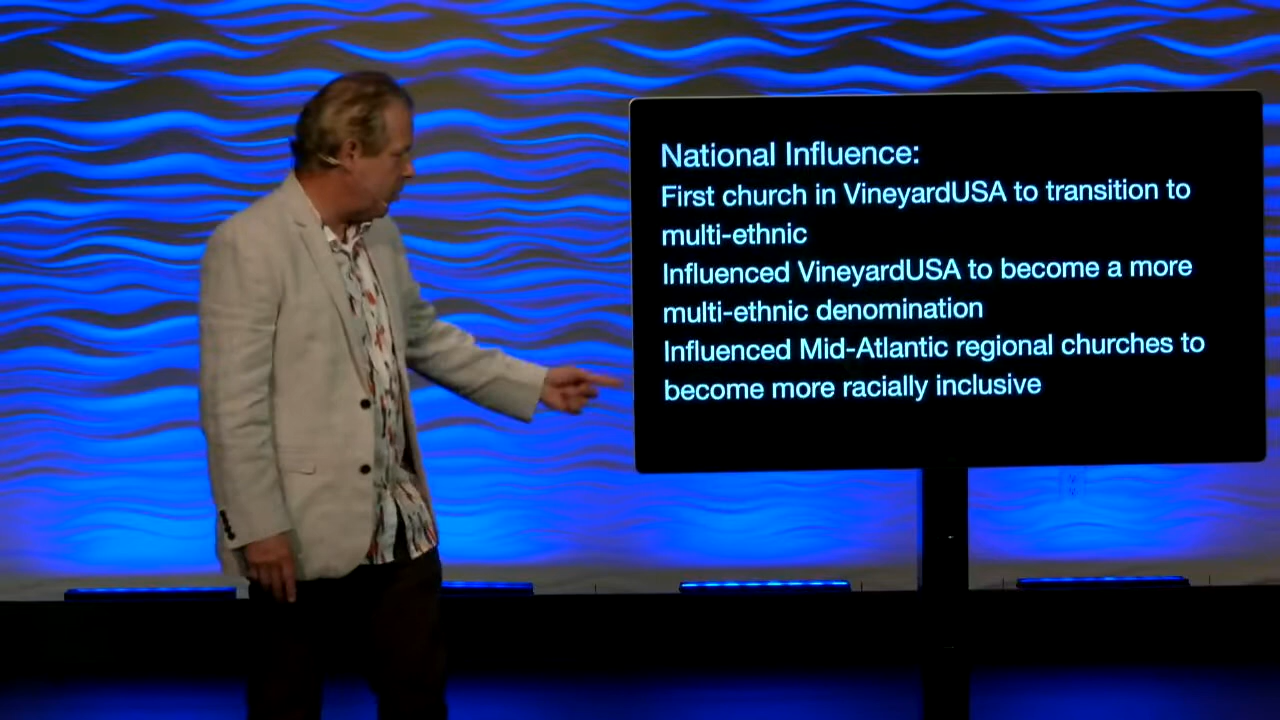 National Influence:
First church in VineyardUSA to transition to
multi-ethnic
Influenced VineyardUSA to become a more
multi-ethnic denomination
Influenced Mid-Atlantic regional churches to
become more racially inclusive